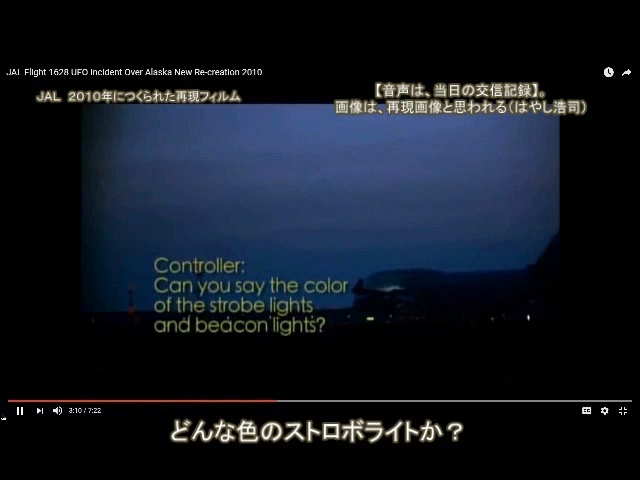 JAL Flight 1628 UFO Incident Over Alaska New Re-creation 2010
JAL 2010年につくられた再現フィルム
【音声は、当日の交信記録】。
画像は、再現画像と思われる（はやし浩司）
Controller:
Can you say the color
of the strobe lights
and beacon lights?
3:10 / 7:22
どんな色のストロボライトか？